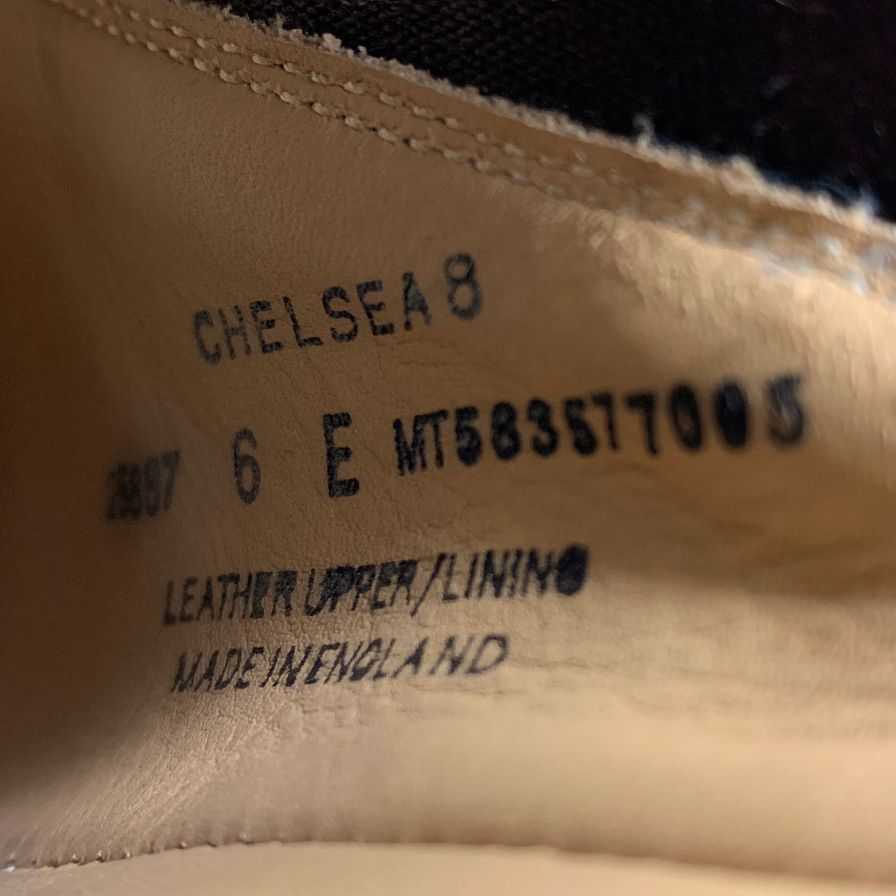 CHELSEA 8
6 E MT583577005
LEATHER UPPER/LINING
MADE IN ENGLAND